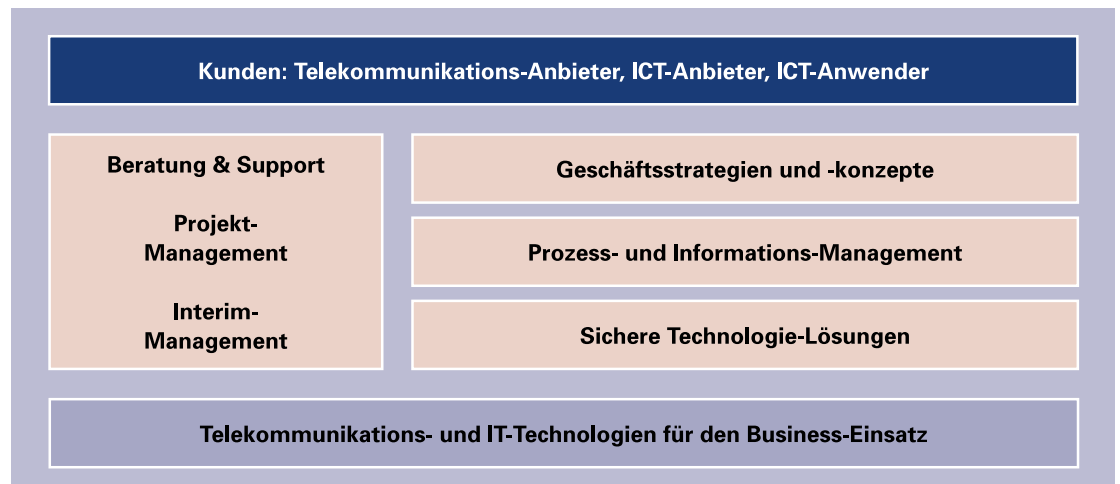 Kunden: Telekommunikations-Anbieter, ICT-Anbieter, ICT-Anwender
Beratung & Support
Projekt-
Management
Interim-
Management
Geschäftsstrategien und -konzepte
Prozess- und Informations-Management
Sichere Technologie-Lösungen
Telekommunikations- und IT-Technologien für den Business-Einsatz